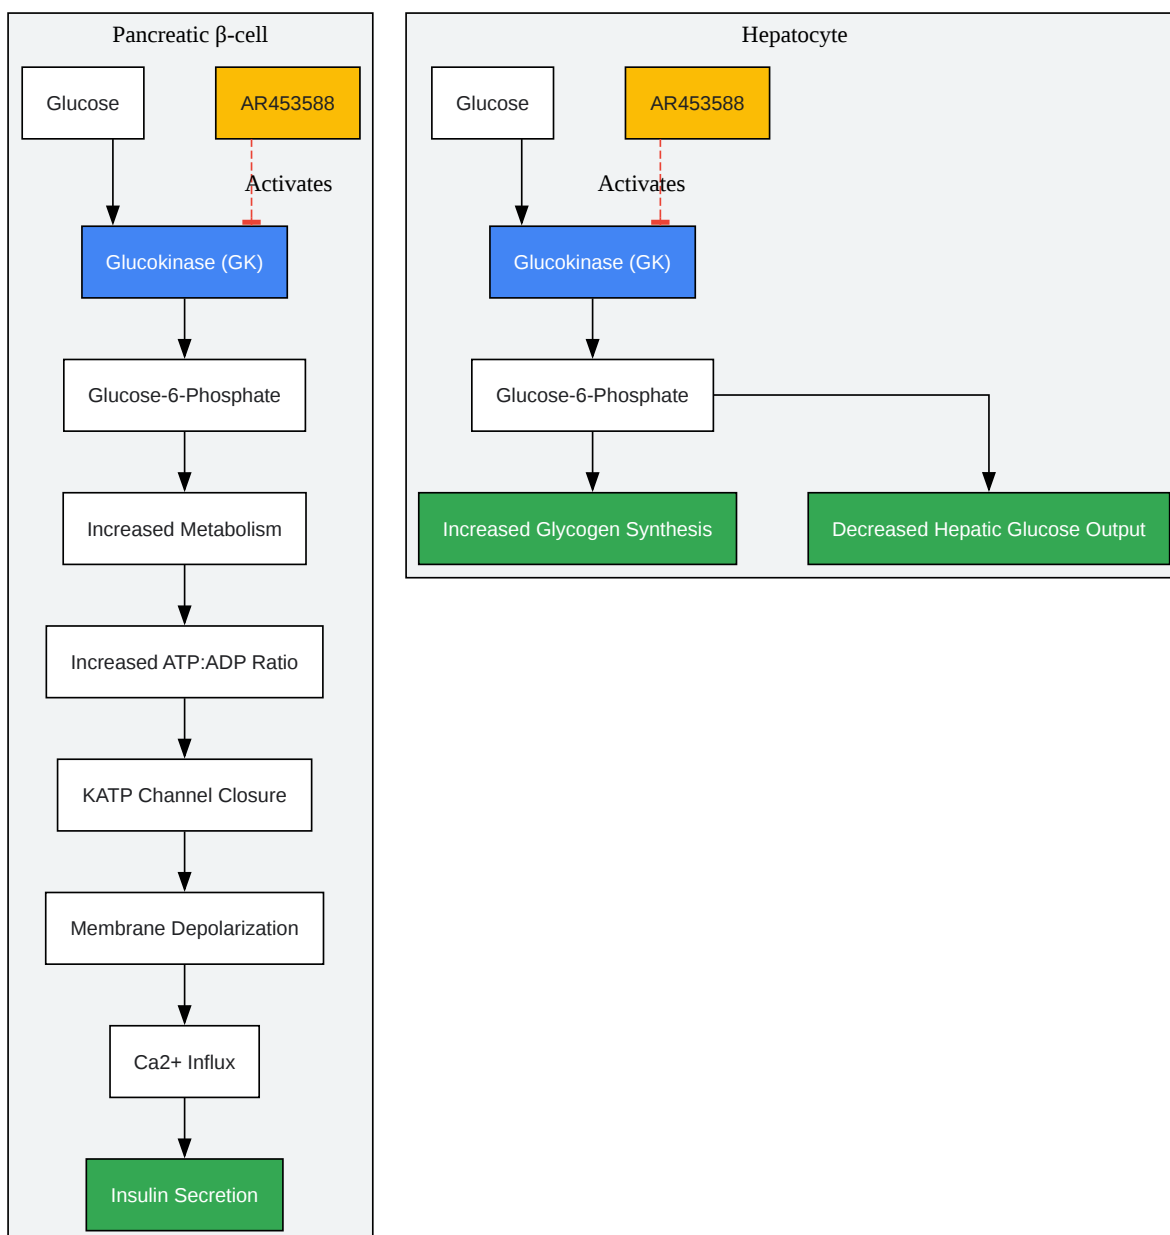 Pancreatic β-cell
Glucose
AR453588
Activates
Glucokinase (GK)
Glucose-6-Phosphate
Increased Metabolism
Increased ATP:ADP Ratio
KATP Channel Closure
Membrane Depolarization
Ca2+ Influx
Insulin Secretion
Hepatocyte
Glucose
AR453588
Activates
Glucokinase (GK)
Glucose-6-Phosphate
Increased Glycogen Synthesis
Decreased Hepatic Glucose Output